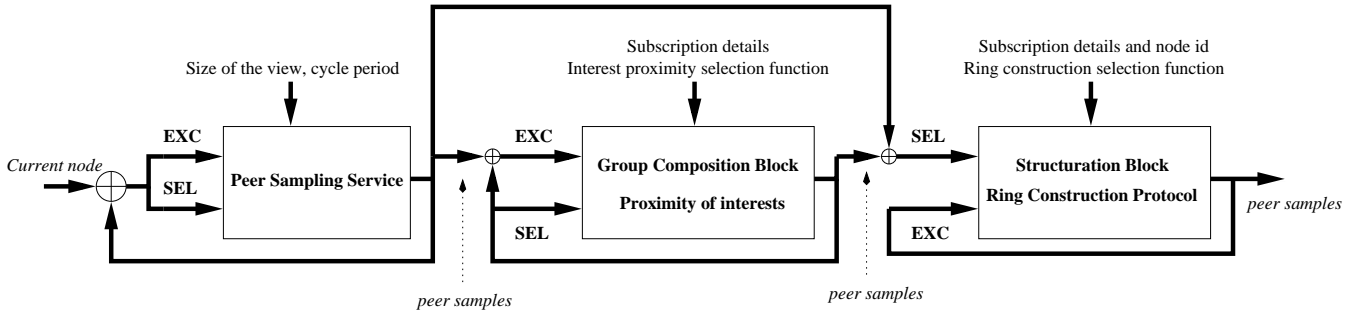 Size of the view, cycle period
Subscription details
Interest proximity selection function
Subscription details and node id
Ring construction selection function
Current node
EXC
SEL
Peer Sampling Service
EXC
SEL
Group Composition Block
Proximity of interests
SEL
EXC
Structuration Block
Ring Construction Protocol
peer samples
peer samples
peer samples